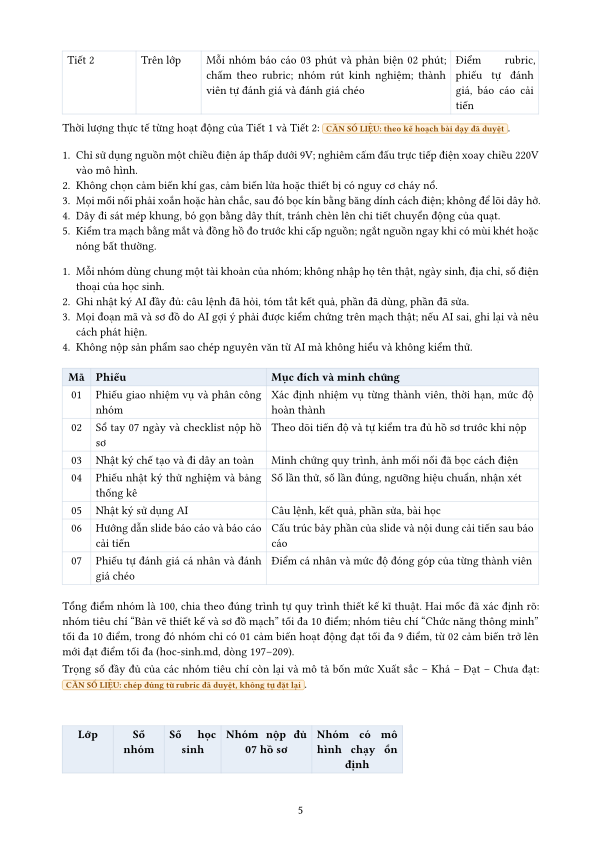 Tiết 2 Trên lớp Mỗi nhóm báo cáo 03 phút và phản biện 02 phút; Điểm rubric,
chấm theo rubric; nhóm rút kinh nghiệm; thành phiếu tự đánh
viên tự đánh giá và đánh giá chéo giá, báo cáo cải
tiến
Thời lượng thực tế từng hoạt động của Tiết 1 và Tiết 2: CẦN SỐ LIỆU: theo kế hoạch bài dạy đã duyệt.
1. Chỉ sử dụng nguồn một chiều điện áp thấp dưới 9V; nghiêm cấm đấu trực tiếp điện xoay chiều 220V
vào mô hình.
2. Không chọn cảm biến khí gas, cảm biến lửa hoặc thiết bị có nguy cơ cháy nổ.
3. Mọi mối nối phải xoắn hoặc hàn chắc, sau đó bọc kín bằng băng dính cách điện; không để lõi dây hở.
4. Dây đi sát mép khung, bó gọn bằng dây thít, tránh chèn lên chi tiết chuyển động của quạt.
5. Kiểm tra mạch bằng mắt và đồng hồ đo trước khi cấp nguồn; ngắt nguồn ngay khi có mùi khét hoặc
nóng bất thường.
1. Mỗi nhóm dùng chung một tài khoản của nhóm; không nhập họ tên thật, ngày sinh, địa chỉ, số điện
thoại của học sinh.
2. Ghi nhật ký AI đầy đủ: câu lệnh đã hỏi, tóm tắt kết quả, phần đã dùng, phần đã sửa.
3. Mọi đoạn mã và sơ đồ do AI gợi ý phải được kiểm chứng trên mạch thật; nếu AI sai, ghi lại và nêu
cách phát hiện.
4. Không nộp sản phẩm sao chép nguyên văn từ AI mà không hiểu và không kiểm thử.
Mã Phiếu Mục đích và minh chứng
01 Phiếu giao nhiệm vụ và phân công Xác định nhiệm vụ từng thành viên, thời hạn, mức độ
nhóm hoàn thành
02 Sổ tay 07 ngày và checklist nộp hồ Theo dõi tiến độ và tự kiểm tra đủ hồ sơ trước khi nộp
sơ
03 Nhật ký chế tạo và đi dây an toàn Minh chứng quy trình, ảnh mối nối đã bọc cách điện
04 Phiếu nhật ký thử nghiệm và bảng Số lần thử, số lần đúng, ngưỡng hiệu chuẩn, nhận xét
thống kê
05 Nhật ký sử dụng AI Câu lệnh, kết quả, phần sửa, bài học
06 Hướng dẫn slide báo cáo và báo cáo Cấu trúc bảy phần của slide và nội dung cải tiến sau báo
cải tiến cáo
07 Phiếu tự đánh giá cá nhân và đánh Điểm cá nhân và mức độ đóng góp của từng thành viên
giá chéo
Tổng điểm nhóm là 100, chia theo đúng trình tự quy trình thiết kế kĩ thuật. Hai mốc đã xác định rõ:
nhóm tiêu chí “Bản vẽ thiết kế và sơ đồ mạch” tối đa 10 điểm; nhóm tiêu chí “Chức năng thông minh”
tối đa 10 điểm, trong đó nhóm chỉ có 01 cảm biến hoạt động đạt tối đa 9 điểm, từ 02 cảm biến trở lên
mới đạt điểm tối đa (hoc-sinh.md, dòng 197–209).
Trọng số đầy đủ của các nhóm tiêu chí còn lại và mô tả bốn mức Xuất sắc – Khá – Đạt – Chưa đạt:
CẦN SỐ LIỆU: chép đúng từ rubric đã duyệt, không tự đặt lại.
Lớp Số Số học Nhóm nộp đủ Nhóm có mô
nhóm sinh 07 hồ sơ hình chạy ổn
định
5